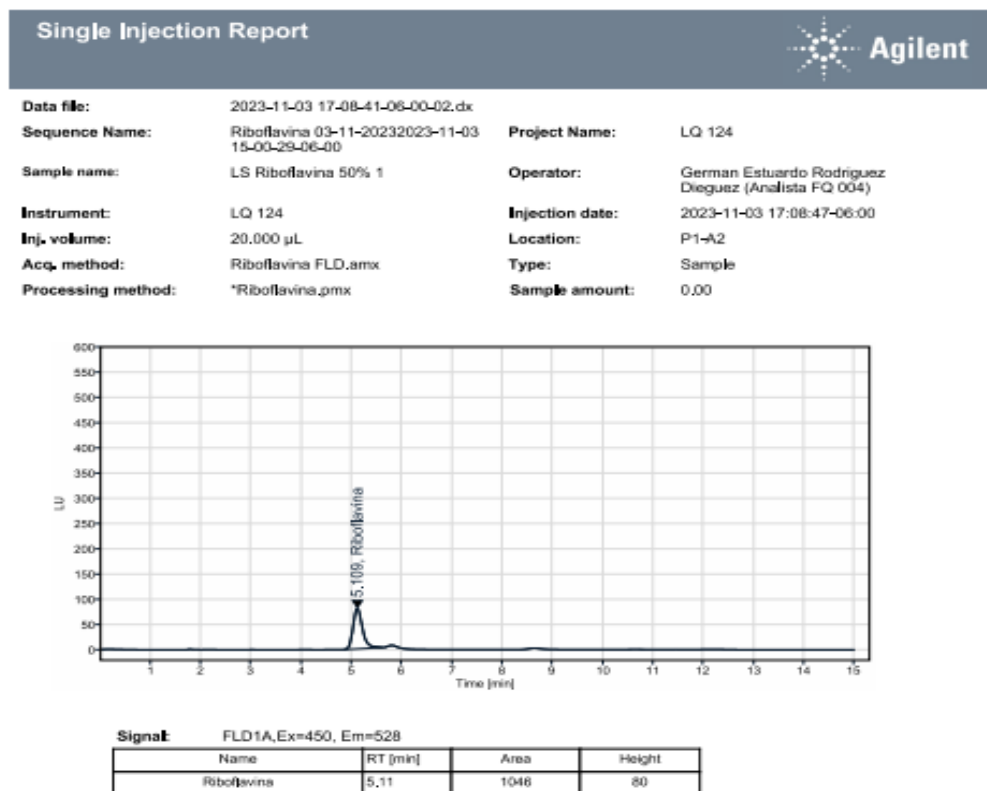 Single Injection Report
Agilent
Data file: 2023-11-03 17-08-41-06-00-02.dx
Sequence Name: Riboflavina 03-11-20232023-11-03 Project Name: LQ 124
15-00-29-06-00
Sample name: LS Riboflavina 50% 1 Operator: German Estuardo Rodriguez
Dieguez (Analista FQ 004)
Instrument: LQ 124 Injection date: 2023-11-03 17:08:47-06:00
Inj. volume: 20.000 µL Location: P1-A2
Acq. method: Riboflavina FLD.amx Type: Sample
Processing method: *Riboflavina.pmx Sample amount: 0.00
600
550
500
450
400
350
300
250
200
150
100
50
0
LU
5.109, Riboflavina
1 2 3 4 5 6 7 8 9 10 11 12 13 14 15
Time [min]
Signal: FLD1A,Ex=450, Em=528
Name RT [min] Area Height
Riboflavina 5.11 1046 80